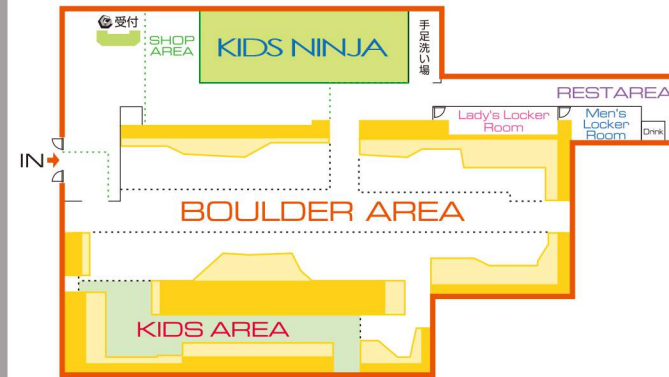 受付
SHOP
AREA
KIDS NINJA
手足洗い場
RESTAREA
Lady's Locker
Room
Men's
Locker
Room
Drink
IN
BOULDER AREA
KIDS AREA